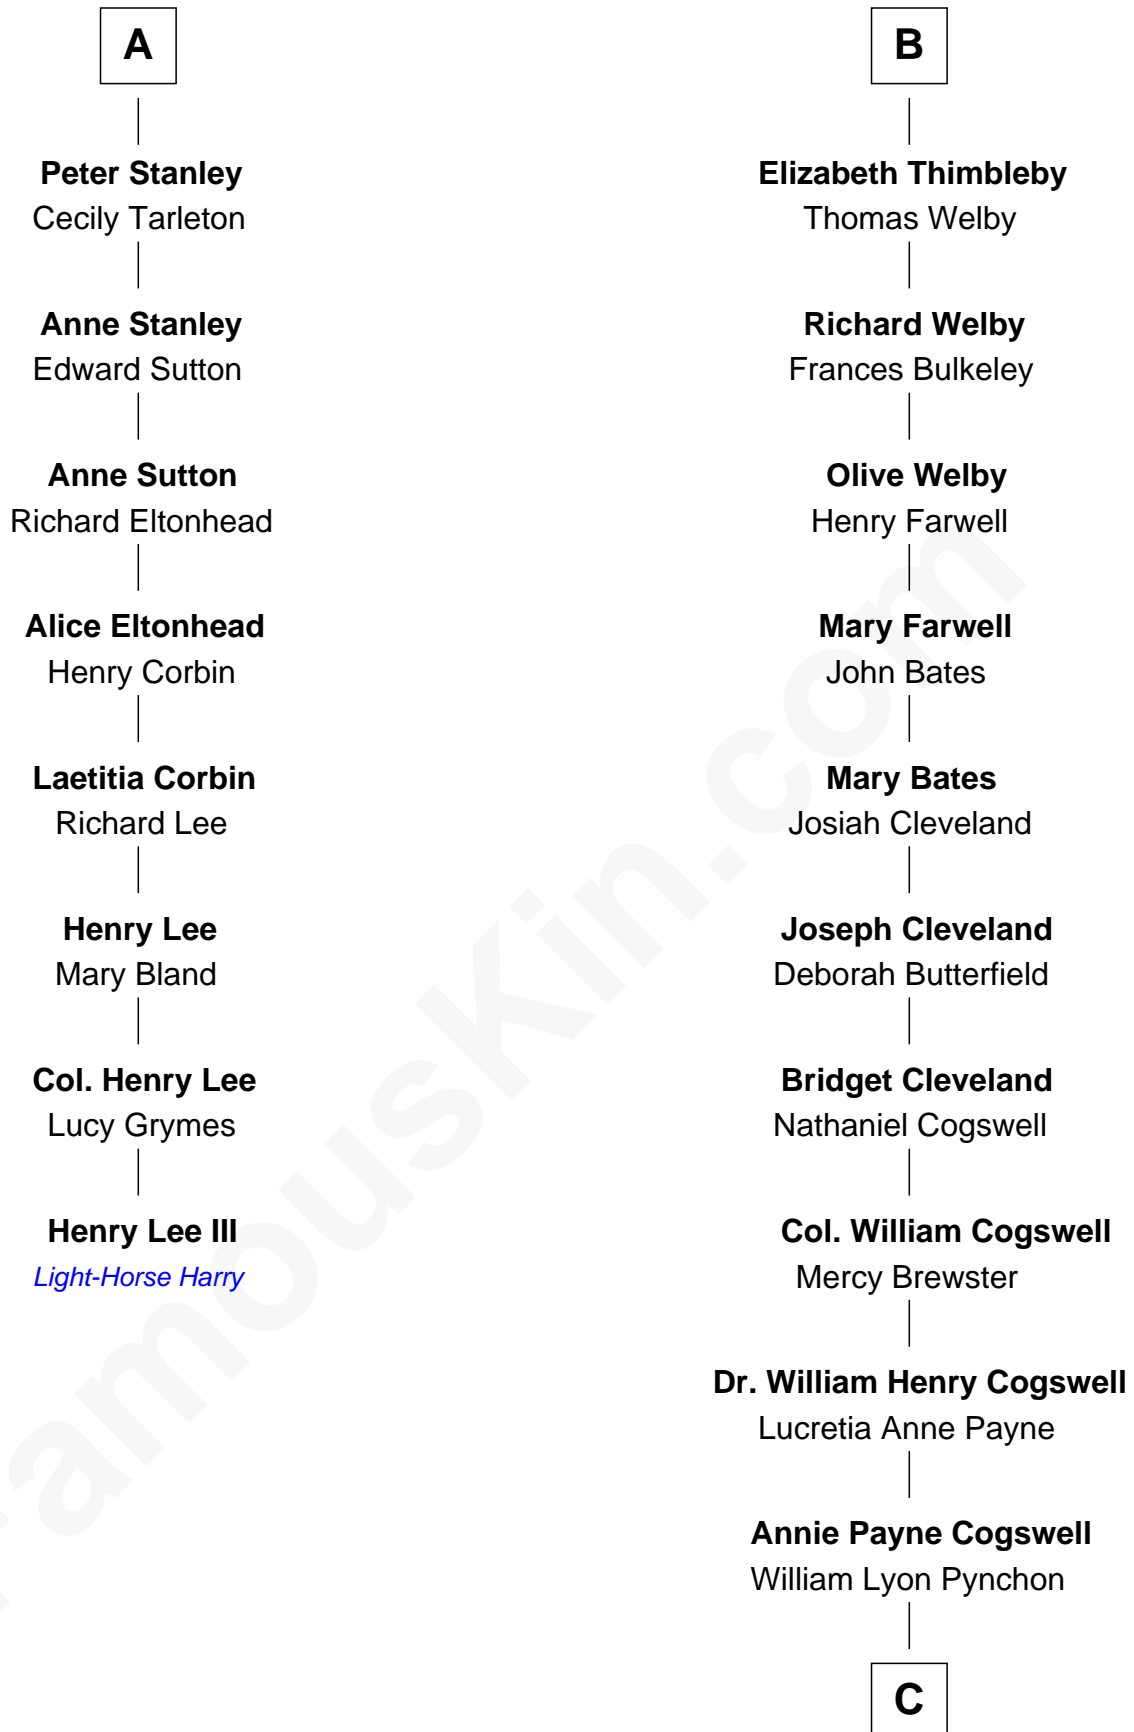 A
Peter Stanley
Cecily Tarleton
Anne Stanley
Edward Sutton
Anne Sutton
Richard Eltonhead
Alice Eltonhead
Henry Corbin
Laetitia Corbin
Richard Lee
Henry Lee
Mary Bland
Col. Henry Lee
Lucy Grymes
Henry Lee III
Light-Horse Harry
B
Elizabeth Thimbleby
Thomas Welby
Richard Welby
Frances Bulkeley
Olive Welby
Henry Farwell
Mary Farwell
John Bates
Mary Bates
Josiah Cleveland
Joseph Cleveland
Deborah Butterfield
Bridget Cleveland
Nathaniel Cogswell
Col. William Cogswell
Mercy Brewster
Dr. William Henry Cogswell
Lucretia Anne Payne
Annie Payne Cogswell
William Lyon Pynchon
C
FamousKin.com